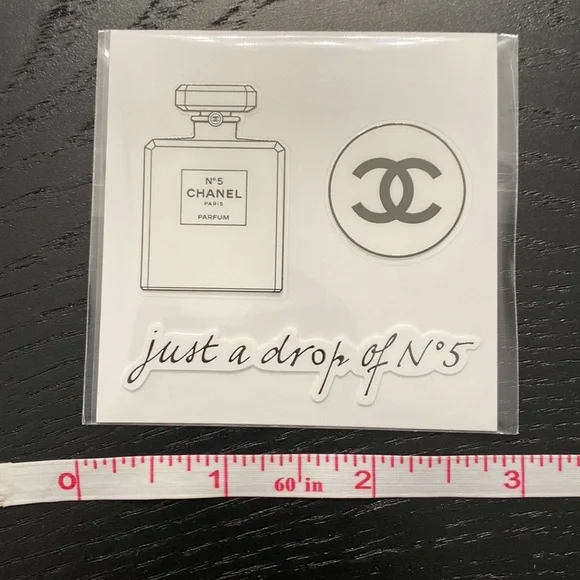 N°5
CHANEL
PARIS
PARFUM
just a drop of N°5
0 1 60 in 2 3